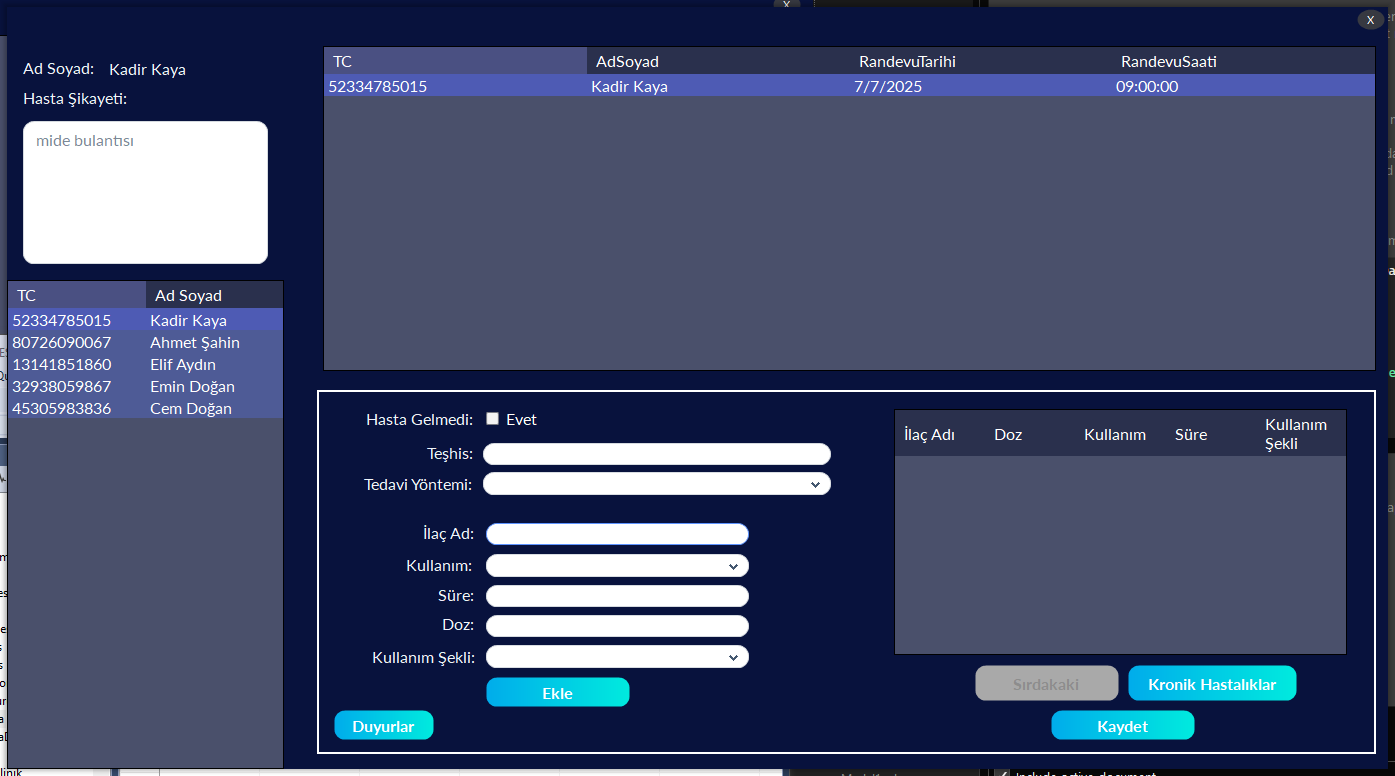 X
X
Ad Soyad: Kadir Kaya
Hasta Şikayeti:
mide bulantısı
TC AdSoyad RandevuTarihi RandevuSaati
52334785015 Kadir Kaya 7/7/2025 09:00:00
TC Ad Soyad
52334785015 Kadir Kaya
80726090067 Ahmet Şahin
13141851860 Elif Aydın
32938059867 Emin Doğan
45305983836 Cem Doğan
Hasta Gelmedi: Evet
Teşhis:
Tedavi Yöntemi:
İlaç Ad:
Kullanım:
Süre:
Doz:
Kullanım Şekli:
Ekle
Duyurlar
İlaç Adı Doz Kullanım Süre Kullanım Şekli
Sırdakaki Kronik Hastalıklar
Kaydet
Include active document